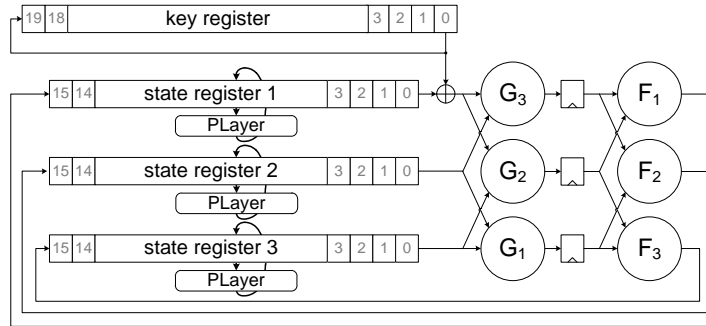 19 18 key register 3 2 1 0
15 14 state register 1 3 2 1 0
PLayer
15 14 state register 2 3 2 1 0
PLayer
15 14 state register 3 3 2 1 0
PLayer
G₃ F₁
G₂ F₂
G₁ F₃